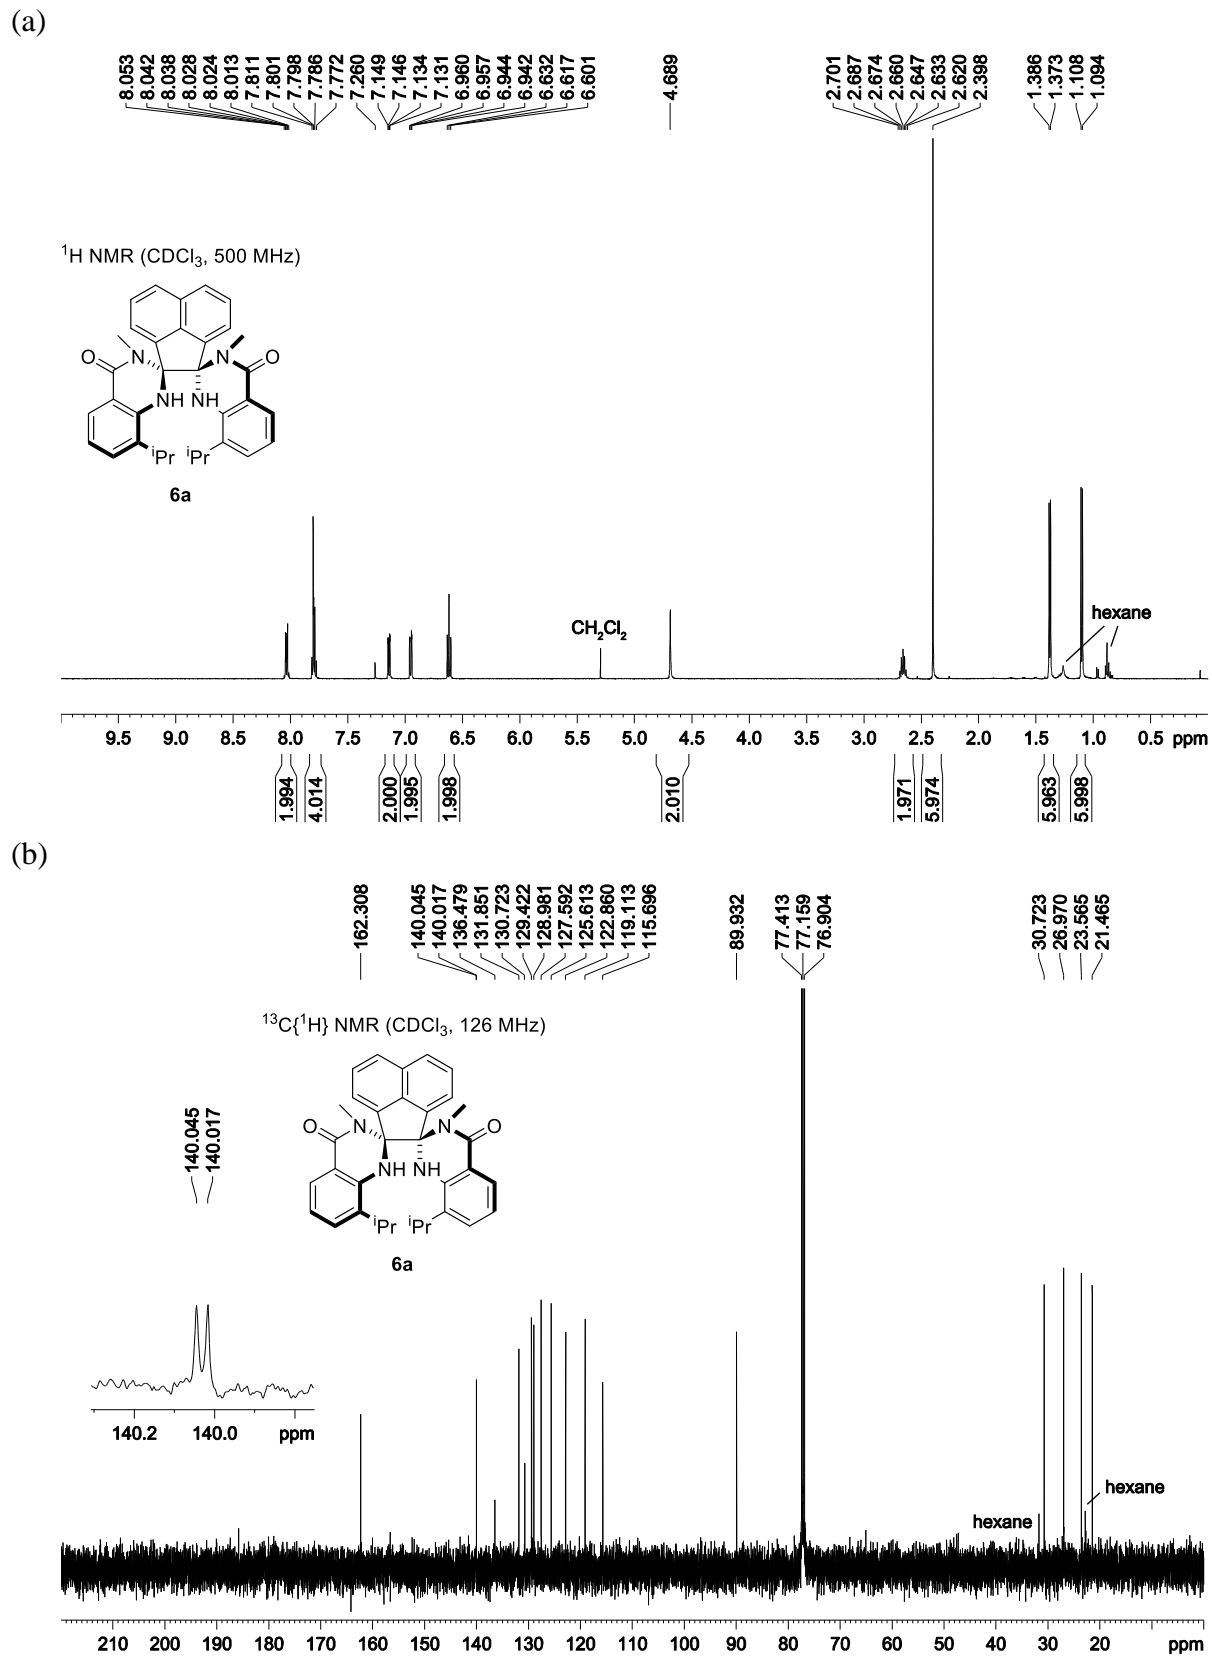 (a)
8.053 8.042 8.038 8.028 8.024 8.013 7.811 7.801 7.798 7.786 7.772 7.260 7.149 7.146 7.134 7.131 6.960 6.957 6.944 6.942 6.632 6.617 6.601 4.689 2.701 2.687 2.674 2.660 2.647 2.633 2.620 2.398 1.386 1.373 1.108 1.094
1H NMR (CDCl3, 500 MHz)
N N
O O
NH NH
iPr iPr
6a
CH2Cl2
hexane
9.5 9.0 8.5 8.0 7.5 7.0 6.5 6.0 5.5 5.0 4.5 4.0 3.5 3.0 2.5 2.0 1.5 1.0 0.5 ppm
1.994 4.014 2.000 1.995 1.998 2.010 1.971 5.974 5.963 5.998
(b)
162.308 140.045 140.017 136.479 131.851 130.723 129.422 128.981 127.592 125.613 122.860 119.113 115.696 89.932 77.413 77.159 76.904 30.723 26.970 23.565 21.465
13C{1H} NMR (CDCl3, 126 MHz)
140.045 140.017
N N
O O
NH NH
iPr iPr
6a
140.2 140.0 ppm
hexane
hexane
210 200 190 180 170 160 150 140 130 120 110 100 90 80 70 60 50 40 30 20 ppm